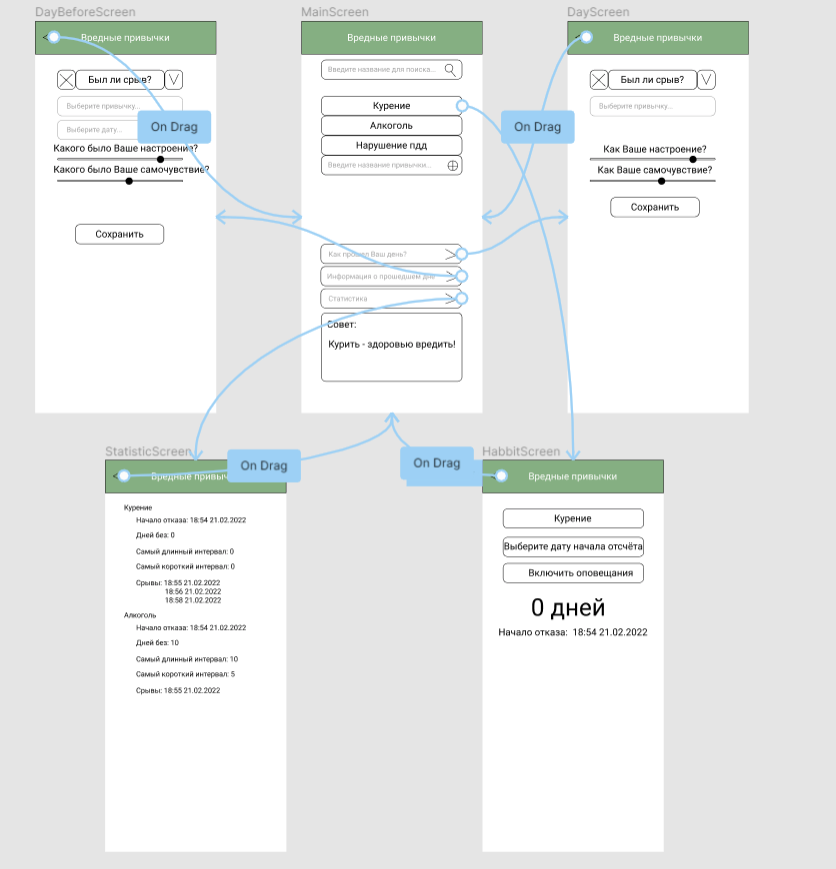 DayBeforeScreen
Вредные привычки
Был ли срыв?
Выберите привычку...
Выберите дату...
On Drag
Какого было Ваше настроение?
Какого было Ваше самочувствие?
Сохранить
MainScreen
Вредные привычки
Введите название для поиска...
Курение
Алкоголь
Нарушение пдд
Введите название привычки...
Как прошел Ваш день?
Информация о прошедшем дне
Статистика
Совет:
Курить - здоровью вредить!
DayScreen
Вредные привычки
Был ли срыв?
Выберите привычку...
On Drag
Как Ваше настроение?
Как Ваше самочувствие?
Сохранить
StatisticScreen
Вредные привыч
On Drag
Курение
Начало отказа: 18:54 21.02.2022
Дней без: 0
Самый длинный интервал: 0
Самый короткий интервал: 0
Срывы: 18:55 21.02.2022
18:56 21.02.2022
18:58 21.02.2022
Алкоголь
Начало отказа: 18:54 21.02.2022
Дней без: 10
Самый длинный интервал: 10
Самый короткий интервал: 5
Срывы: 18:55 21.02.2022
On Drag
HabbitScreen
Вредные привычки
Курение
Выберите дату начала отсчёта
Включить оповещания
0 дней
Начало отказа: 18:54 21.02.2022